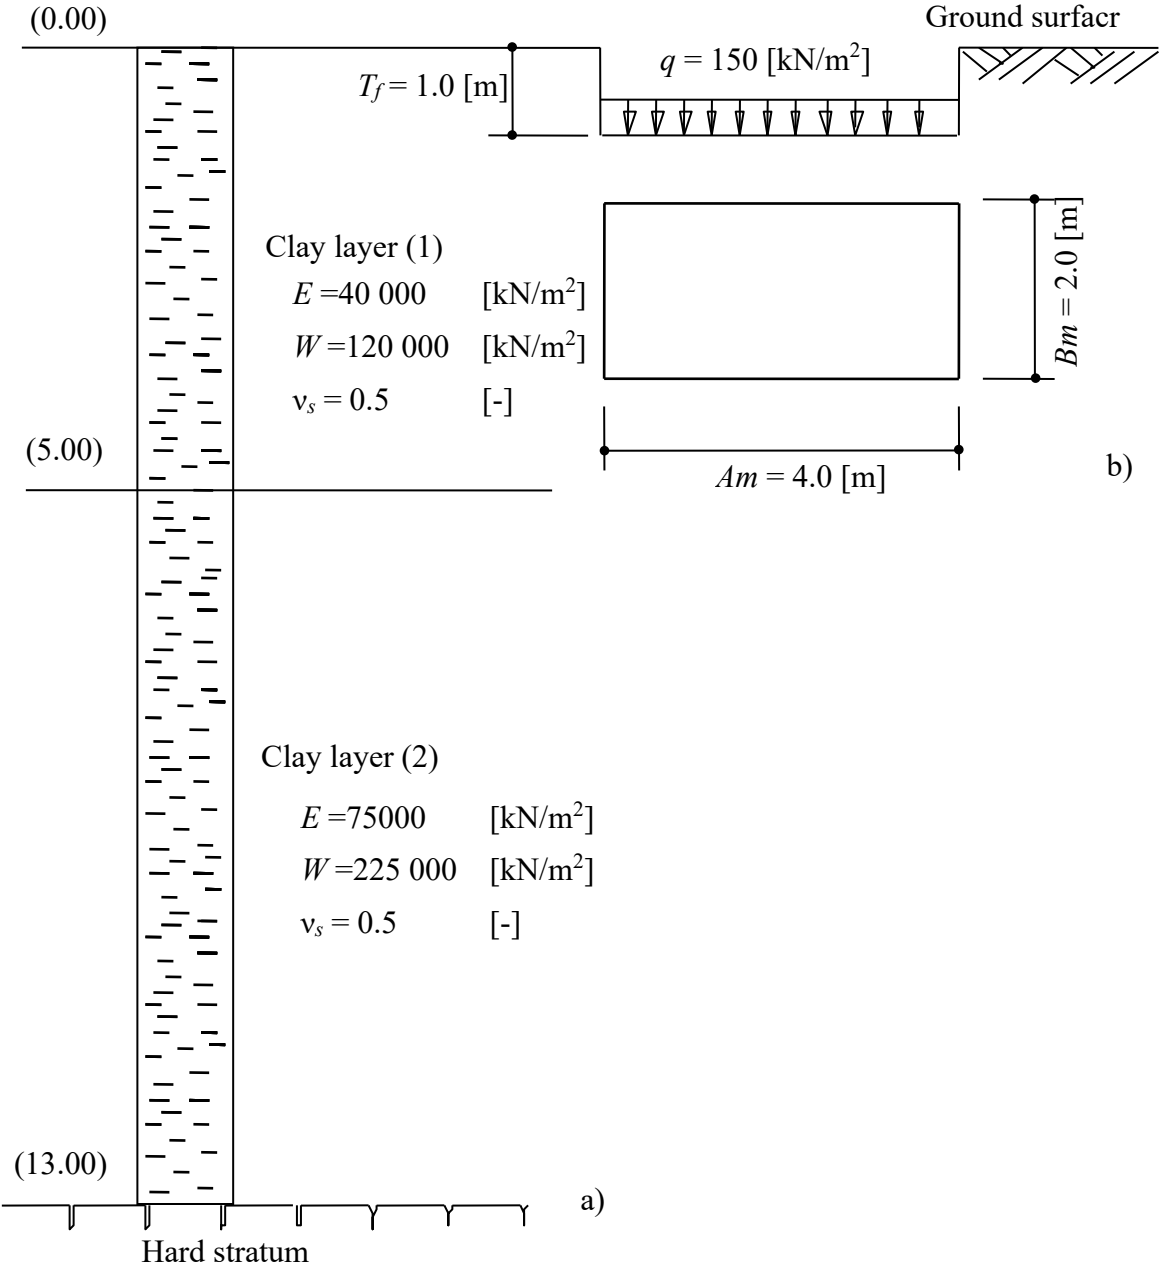 (0.00)
Ground surfacr
q = 150 [kN/m²]
T_f = 1.0 [m]
Clay layer (1)
E =40 000 [kN/m²]
W =120 000 [kN/m²]
ν_s = 0.5 [-]
Bm = 2.0 [m]
(5.00)
Am = 4.0 [m]
b)
Clay layer (2)
E =75000 [kN/m²]
W =225 000 [kN/m²]
ν_s = 0.5 [-]
(13.00)
a)
Hard stratum